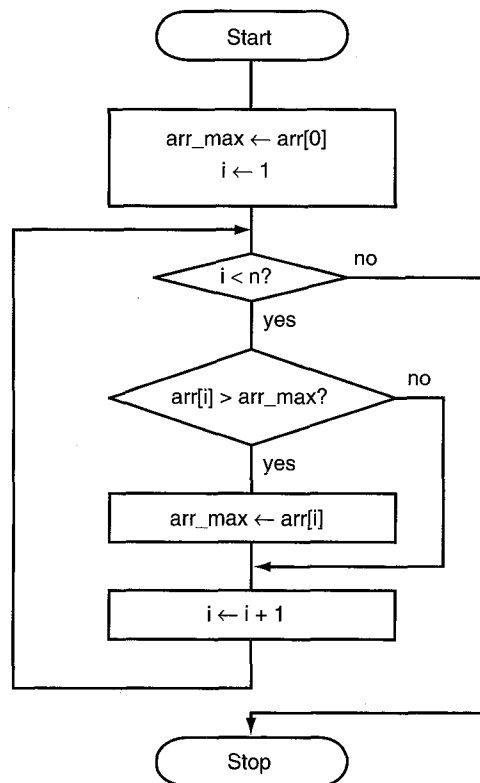 Start
arr_max ← arr[0]
i ← 1
i < n?
no
yes
arr[i] > arr_max?
no
yes
arr_max ← arr[i]
i ← i + 1
Stop